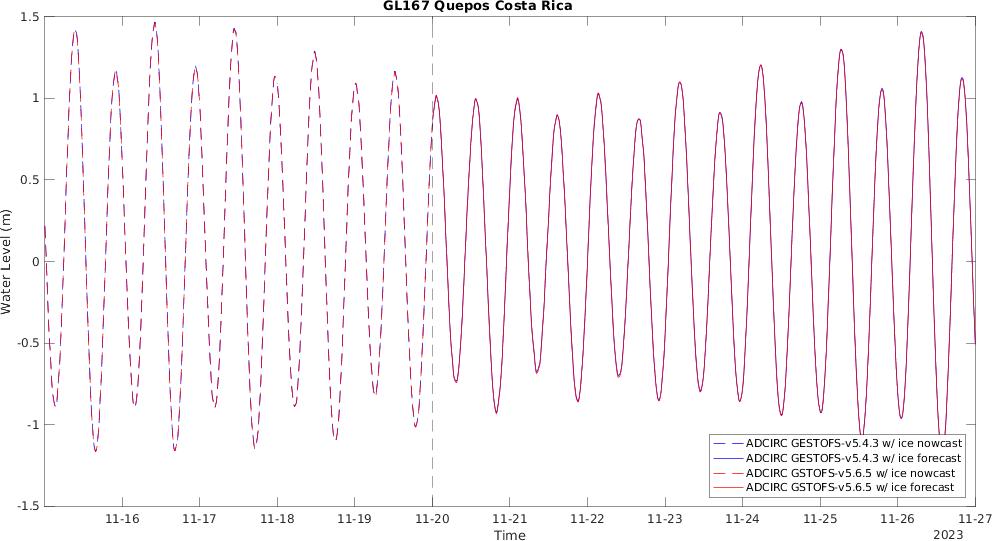 GL167 Quepos Costa Rica
1.5
1
0.5
0
-0.5
-1
-1.5
Water Level (m)
11-16 11-17 11-18 11-19 11-20 11-21 11-22 11-23 11-24 11-25 11-26 11-27
Time
2023
ADCIRC GESTOFS-v5.4.3 w/ ice nowcast
ADCIRC GESTOFS-v5.4.3 w/ ice forecast
ADCIRC GSTOFS-v5.6.5 w/ ice nowcast
ADCIRC GSTOFS-v5.6.5 w/ ice forecast